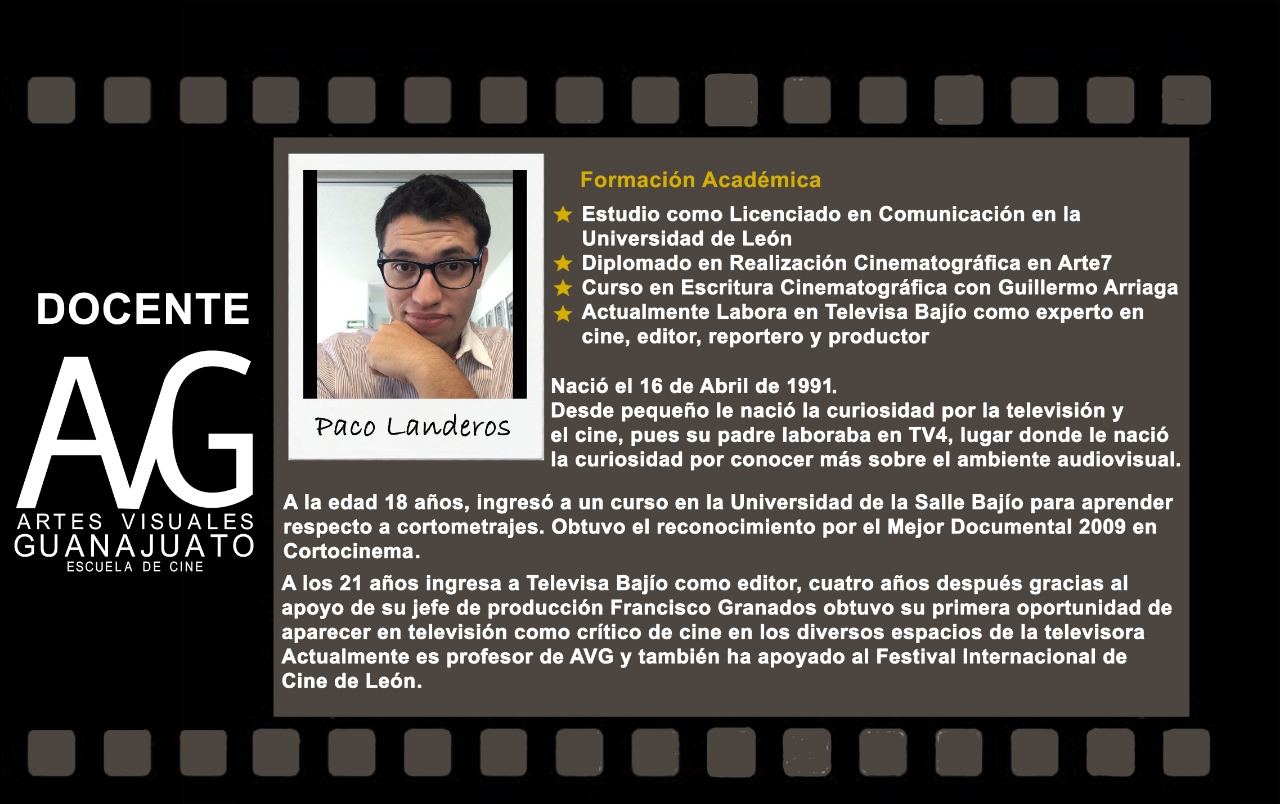 DOCENTE
AVG
ARTES VISUALES
GUANAJUATO
ESCUELA DE CINE
Paco Landeros
Formación Académica
Estudio como Licenciado en Comunicación en la
Universidad de León
Diplomado en Realización Cinematográfica en Arte7
Curso en Escritura Cinematográfica con Guillermo Arriaga
Actualmente Labora en Televisa Bajío como experto en
cine, editor, reportero y productor
Nació el 16 de Abril de 1991.
Desde pequeño le nació la curiosidad por la televisión y
el cine, pues su padre laboraba en TV4, lugar donde le nació
la curiosidad por conocer más sobre el ambiente audiovisual.
A la edad 18 años, ingresó a un curso en la Universidad de la Salle Bajío para aprender
respecto a cortometrajes. Obtuvo el reconocimiento por el Mejor Documental 2009 en
Cortocinema.
A los 21 años ingresa a Televisa Bajío como editor, cuatro años después gracias al
apoyo de su jefe de producción Francisco Granados obtuvo su primera oportunidad de
aparecer en televisión como crítico de cine en los diversos espacios de la televisora
Actualmente es profesor de AVG y también ha apoyado al Festival Internacional de
Cine de León.